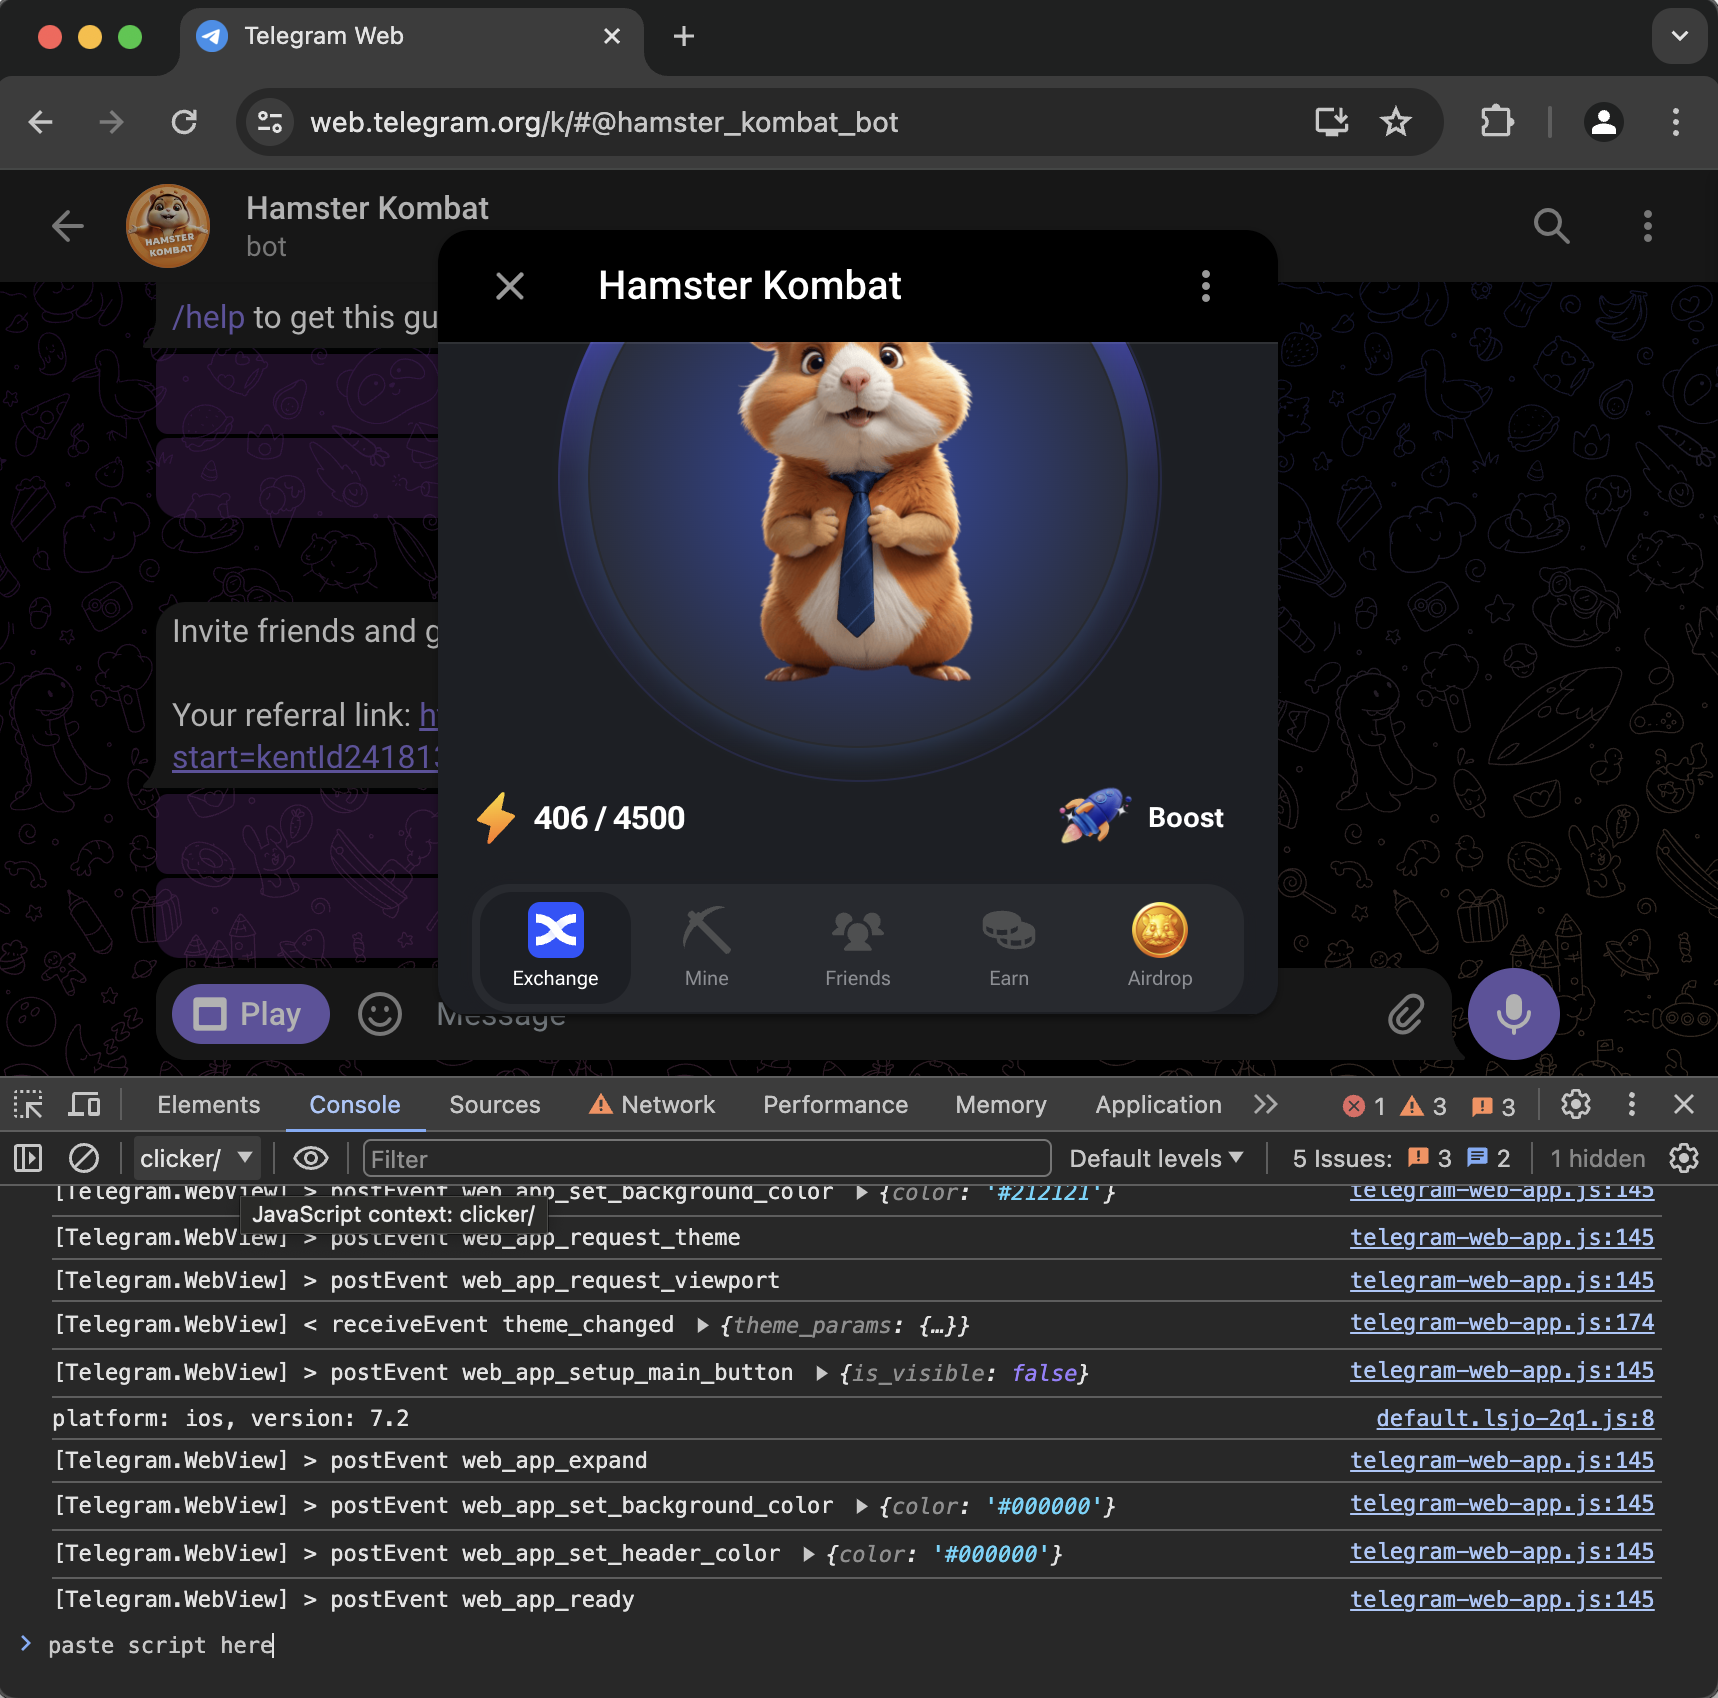 Telegram Web
web.telegram.org/k/#@hamster_kombat_bot
HAMSTER
KOMBAT
Hamster Kombat
bot
Hamster Kombat
/help to get this gu
Invite friends and g
Your referral link: h
start=kentId24181
406 / 4500
Boost
Exchange
Mine
Friends
Earn
Airdrop
Play
Message
Elements
Console
Sources
Network
Performance
Memory
Application
1
3
3
clicker/
Filter
Default levels
5 Issues:
3
2
1 hidden
[Telegram.WebView] > postEvent web_app_set_background_color {color: '#212121'} telegram-web-app.js:145
JavaScript context: clicker/
[Telegram.WebView] > postEvent web_app_request_theme telegram-web-app.js:145
[Telegram.WebView] > postEvent web_app_request_viewport telegram-web-app.js:145
[Telegram.WebView] < receiveEvent theme_changed {theme_params: {…}} telegram-web-app.js:174
[Telegram.WebView] > postEvent web_app_setup_main_button {is_visible: false} telegram-web-app.js:145
platform: ios, version: 7.2 default.lsjo-2q1.js:8
[Telegram.WebView] > postEvent web_app_expand telegram-web-app.js:145
[Telegram.WebView] > postEvent web_app_set_background_color {color: '#000000'} telegram-web-app.js:145
[Telegram.WebView] > postEvent web_app_set_header_color {color: '#000000'} telegram-web-app.js:145
[Telegram.WebView] > postEvent web_app_ready telegram-web-app.js:145
> paste script here